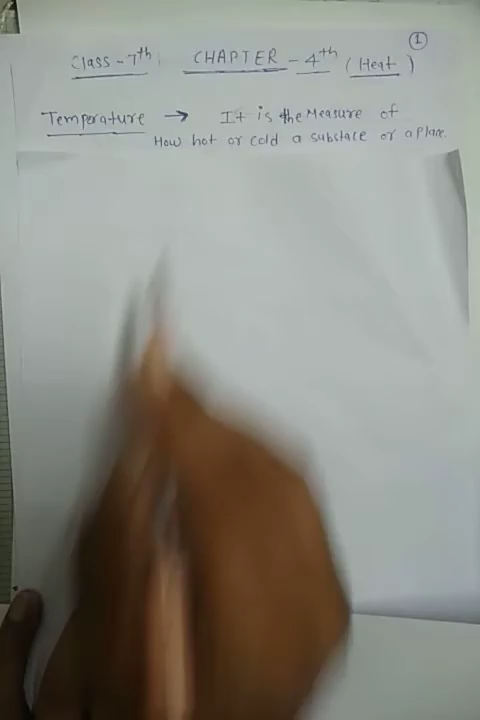 ①
Class-7th: CHAPTER-4th (Heat)
Temperature → It is the Measure of
How hot or cold a substace or a place.